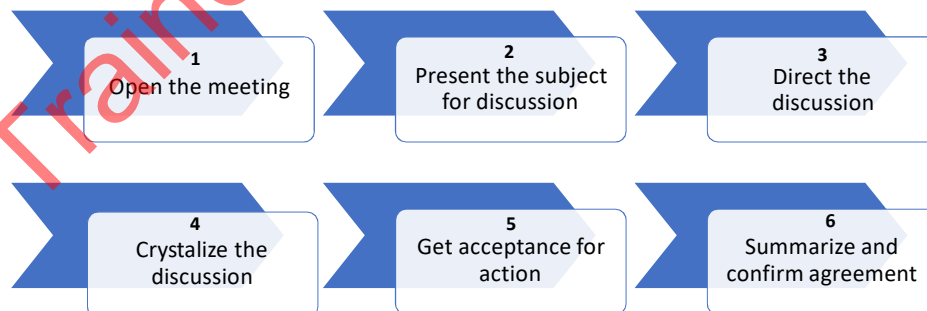 1
Open the meeting
2
Present the subject
for discussion
3
Direct the
discussion
4
Crystalize the
discussion
5
Get acceptance for
action
6
Summarize and
confirm agreement